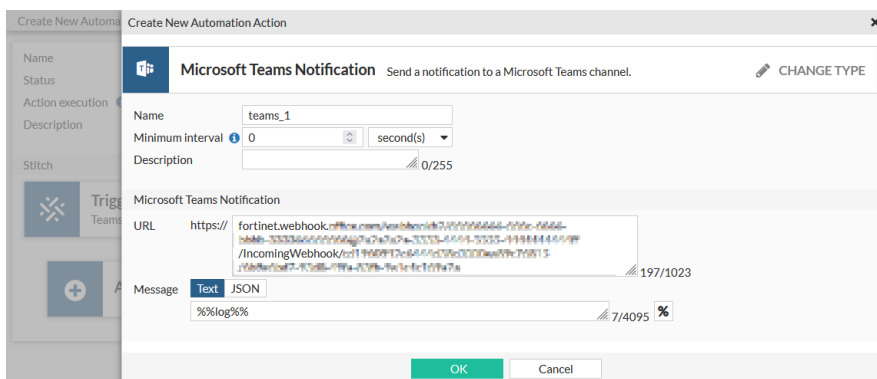 Create New Automa
Create New Automation Action
Name
Status
Action execution
Description
Stitch
Trigg
Teams
A
Microsoft Teams Notification Send a notification to a Microsoft Teams channel.
CHANGE TYPE
Name teams_1
Minimum interval 0 second(s)
Description 0/255
Microsoft Teams Notification
URL https:// fortinet.webhook.
/IncomingWebhook/
197/1023
Message Text JSON
%%log%% 7/4095 %
OK Cancel